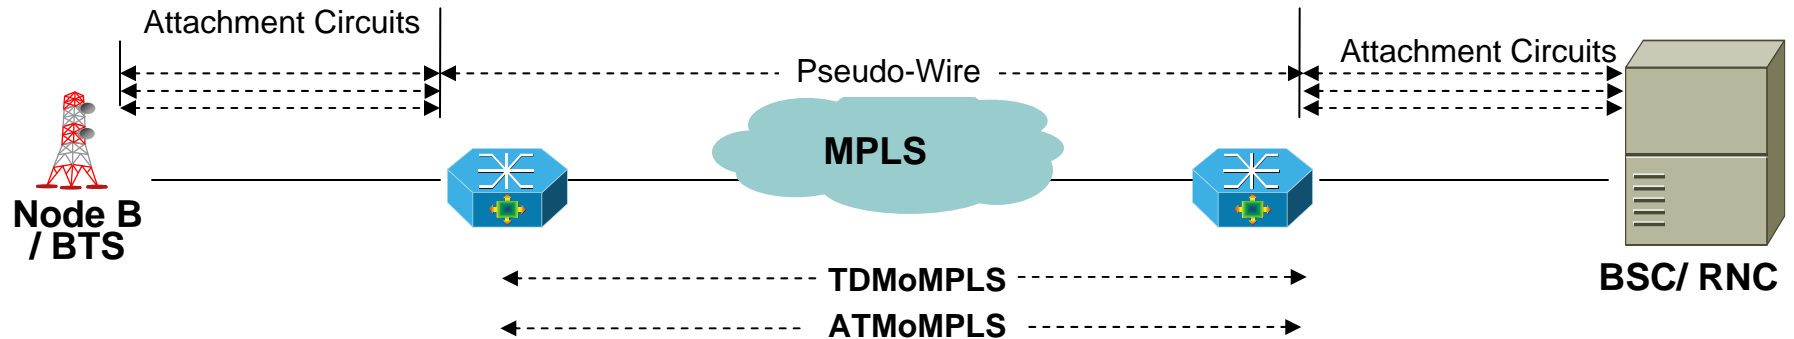 Attachment Circuits
Pseudo-Wire
Attachment Circuits
MPLS
Node B
/ BTS
BSC/ RNC
TDMoMPLS
ATMoMPLS